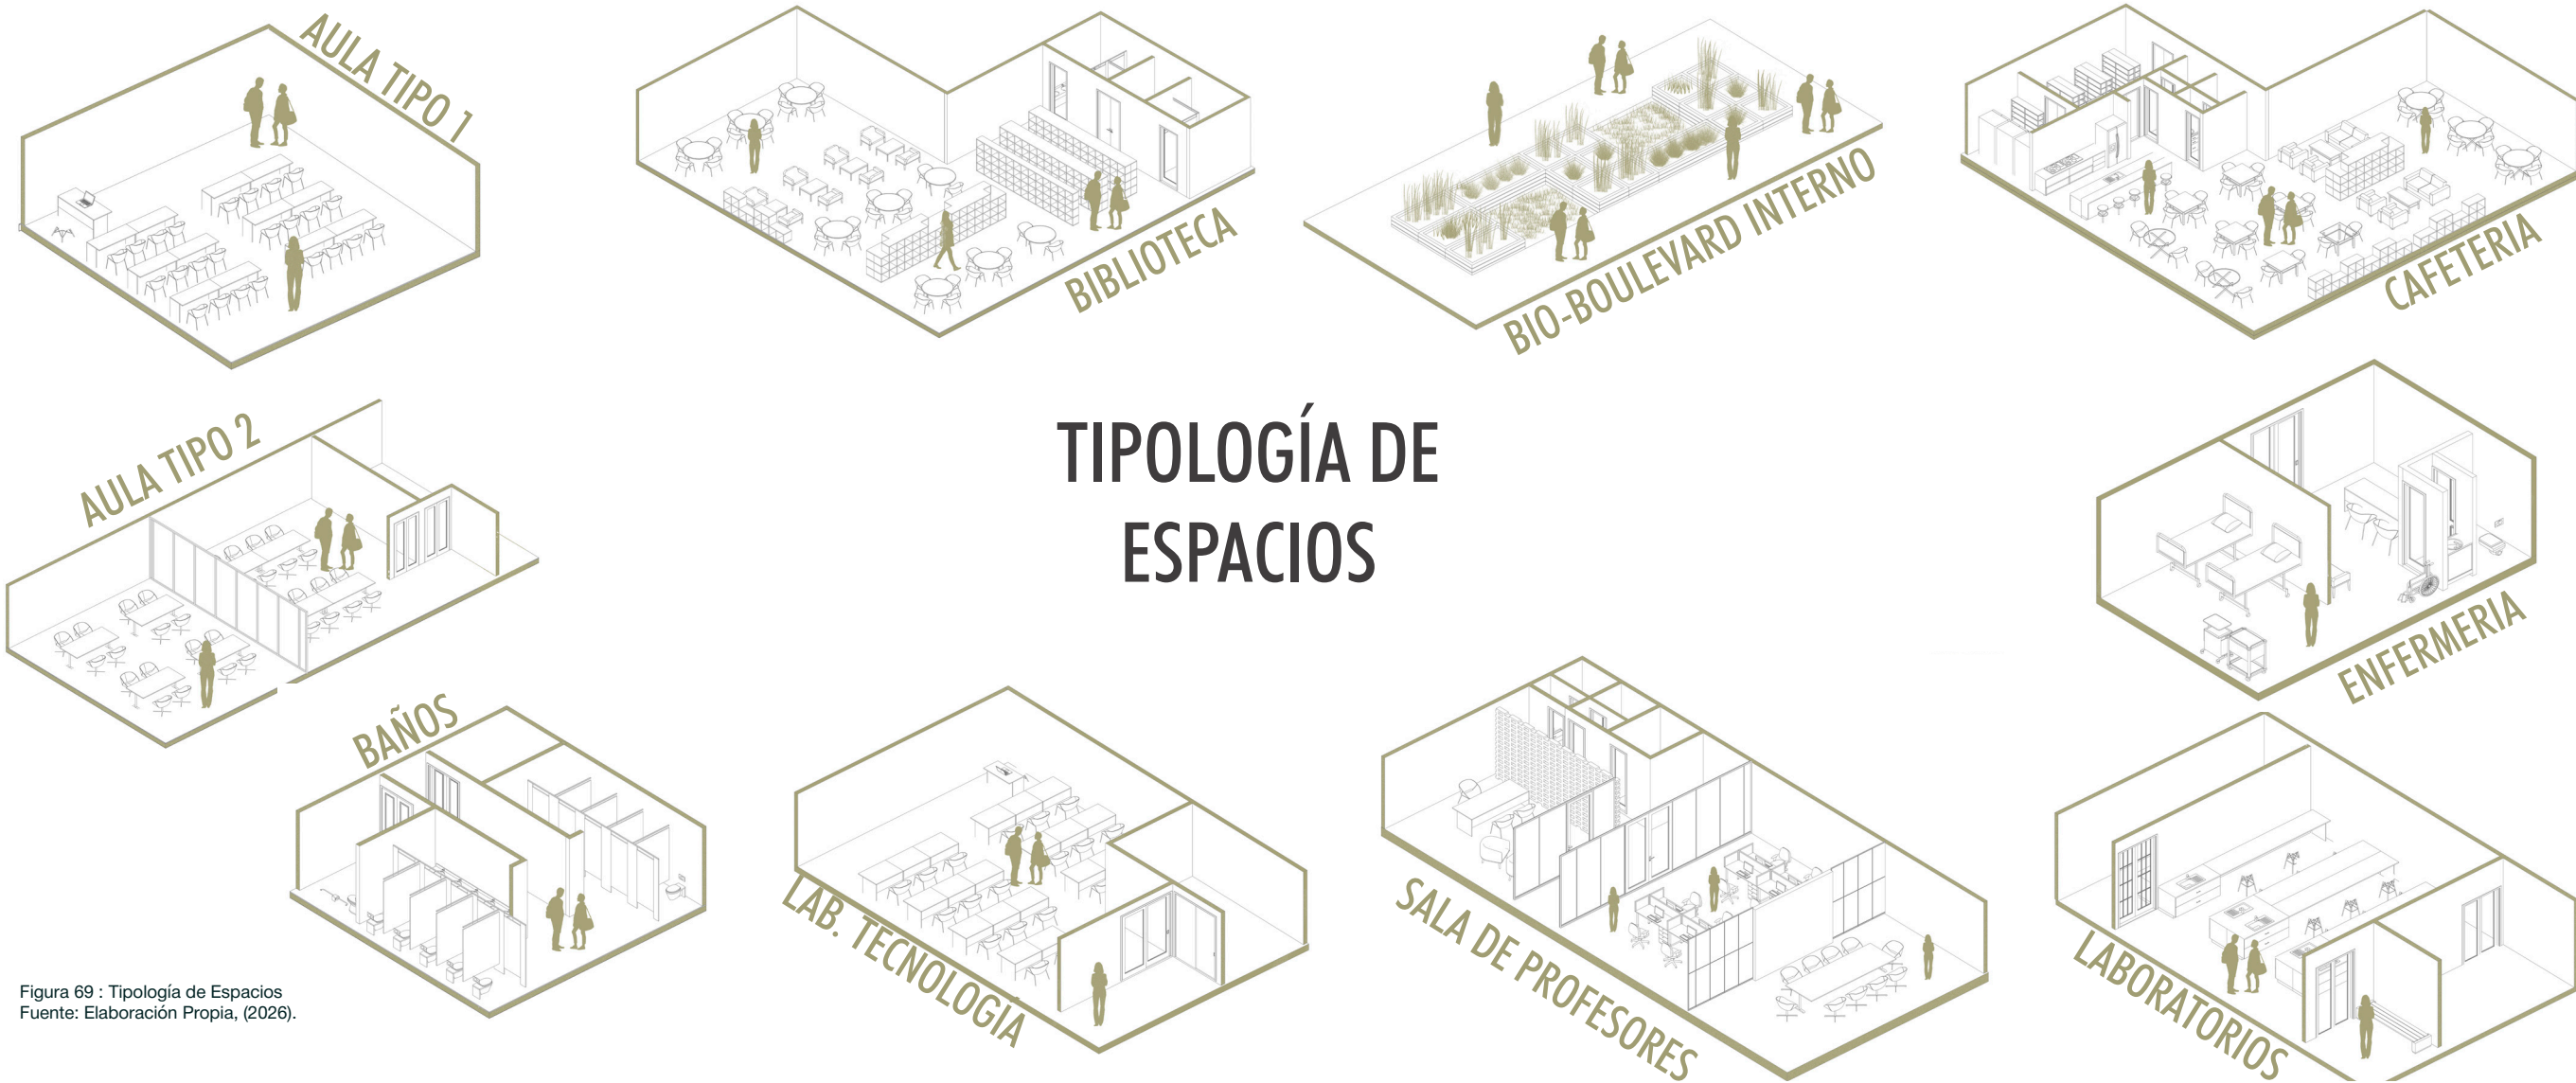 AULA TIPO 1
BIBLIOTECA
BIO-BOULEVARD INTERNO
CAFETERIA
AULA TIPO 2
TIPOLOGÍA DE
ESPACIOS
ENFERMERIA
BAÑOS
LAB. TECNOLOGÍA
SALA DE PROFESORES
LABORATORIOS
Figura 69 : Tipología de Espacios
Fuente: Elaboración Propia, (2026).